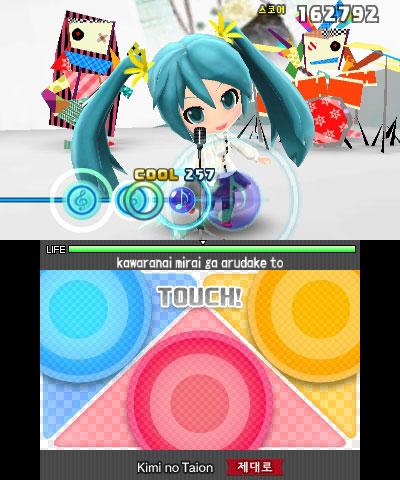 스코어 162792
COOL 257
LIFE
kawaranai mirai ga arudake to
TOUCH!
Kimi no Taion 제대로